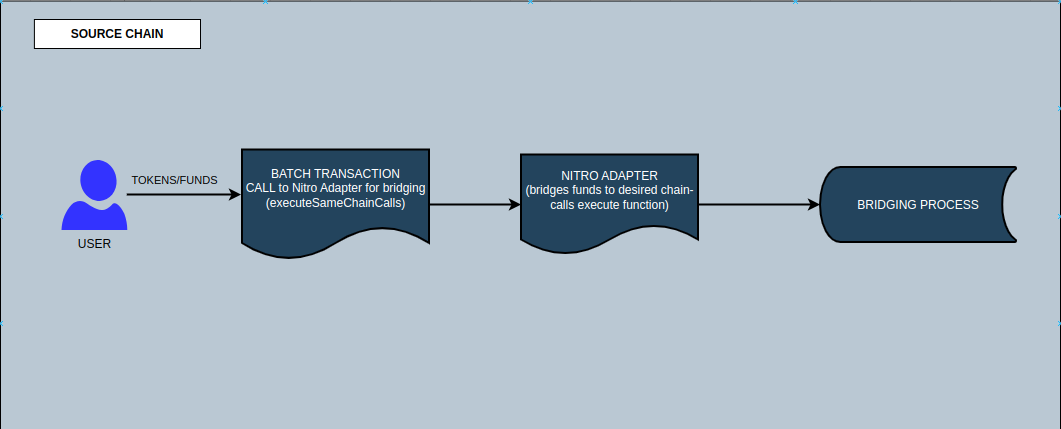 SOURCE CHAIN
TOKENS/FUNDS
USER
BATCH TRANSACTION
CALL to Nitro Adapter for bridging
(executeSameChainCalls)
NITRO ADAPTER
(bridges funds to desired chain-
calls execute function)
BRIDGING PROCESS